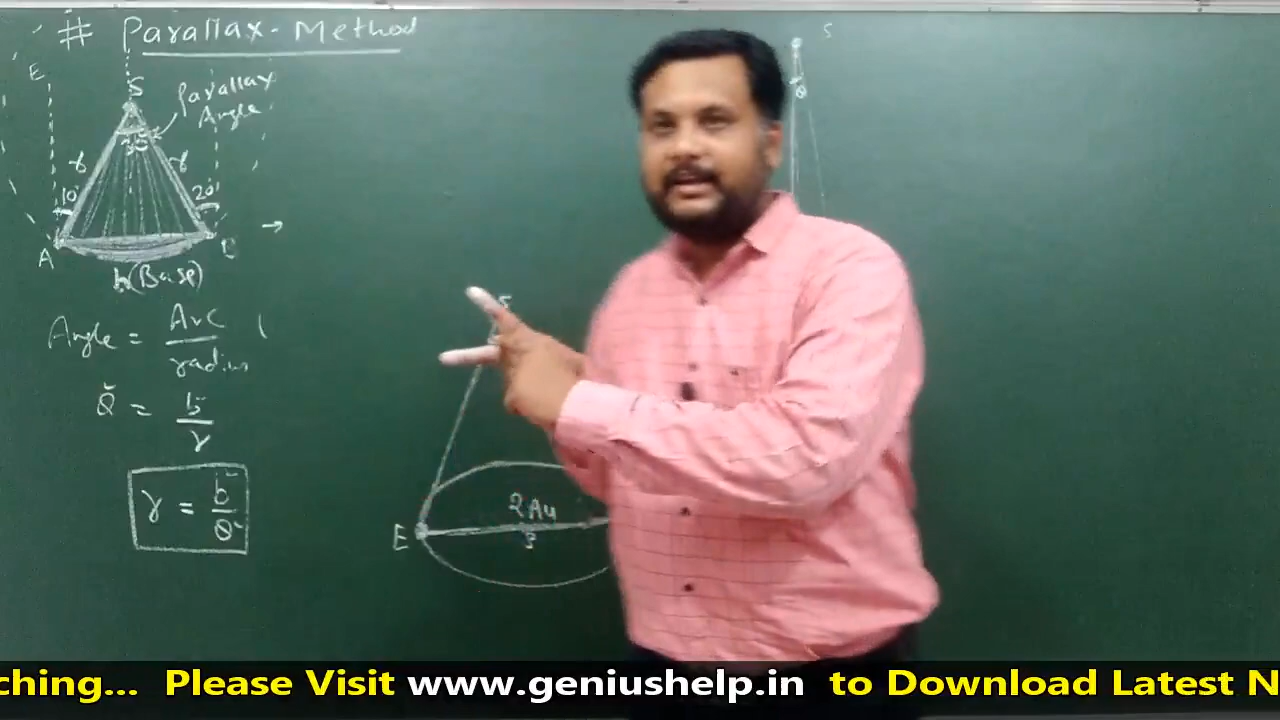 # Parallax-Method
E
S
Parallax
Angle
30
r
r
10°
20°
A
B
b(Base)
→
Angle = Arc
radius
θ = b
r
r = b
θ
S
θ
2Au
E
S
ching... Please Visit www.geniushelp.in to Download Latest N